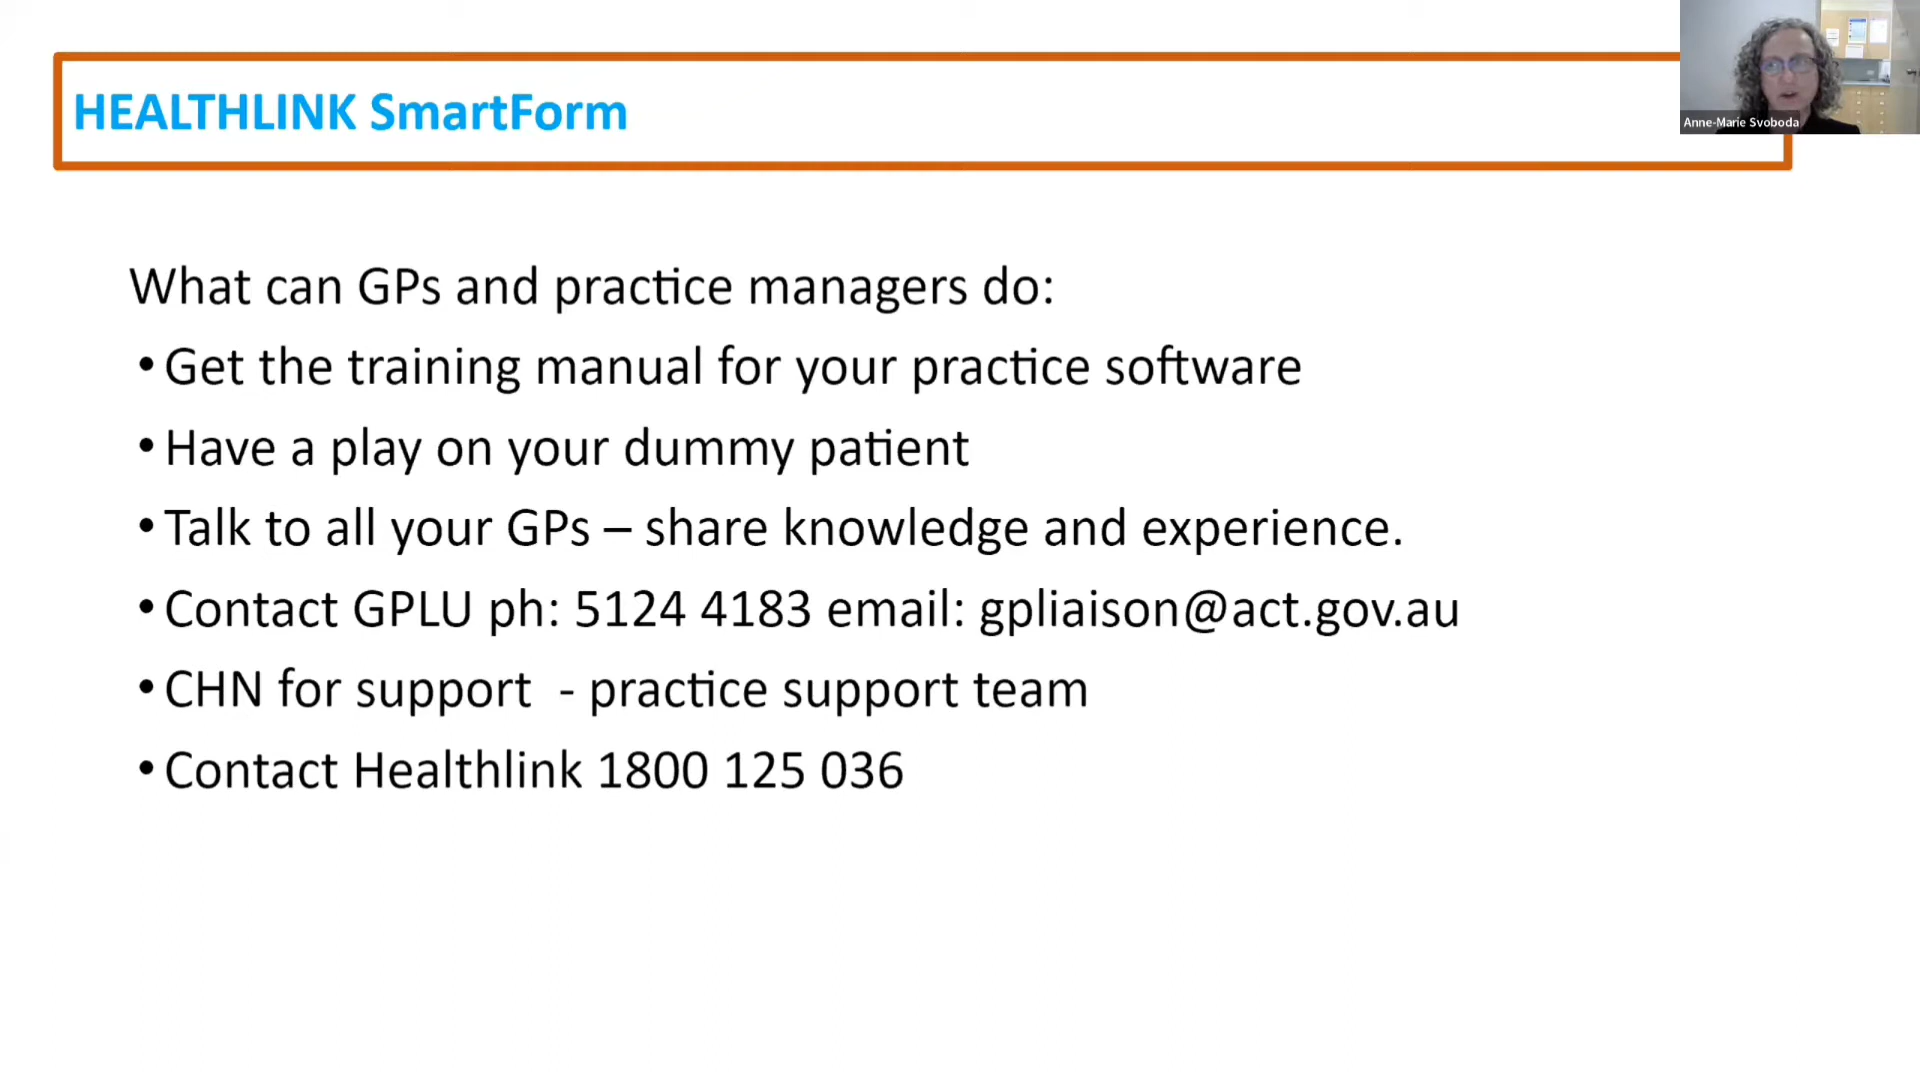 HEALTHLINK SmartForm
Anne-Marie Svoboda
What can GPs and practice managers do:
• Get the training manual for your practice software
• Have a play on your dummy patient
• Talk to all your GPs – share knowledge and experience.
• Contact GPLU ph: 5124 4183 email: gpliaison@act.gov.au
• CHN for support  - practice support team
• Contact Healthlink 1800 125 036